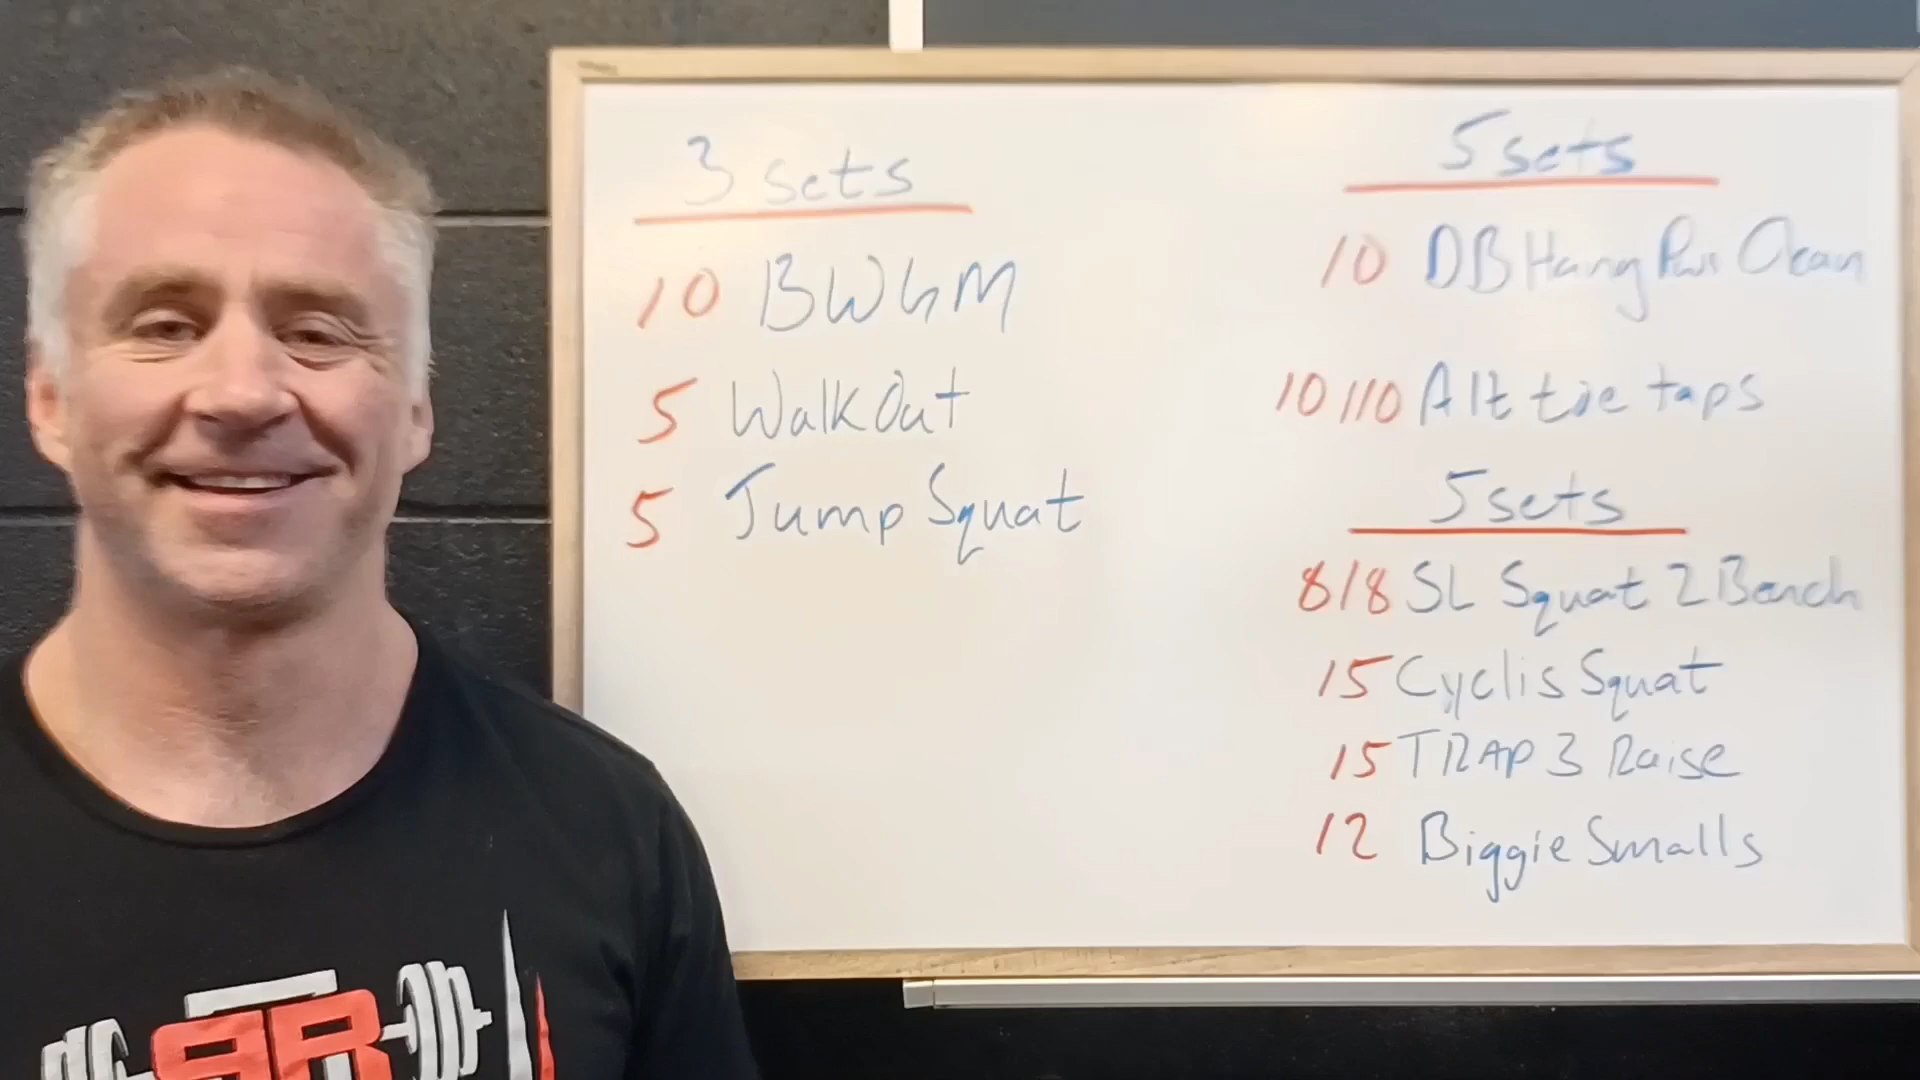 3 sets
10 BWGM
5 Walk Out
5 Jump Squat
5 sets
10 DB Hang Pwr Clean
10/10 Alt toe taps
5 sets
8/8 SL Squat 2 Bench
15 Cyclis Squat
15 TRAP 3 Raise
12 Biggie Smalls